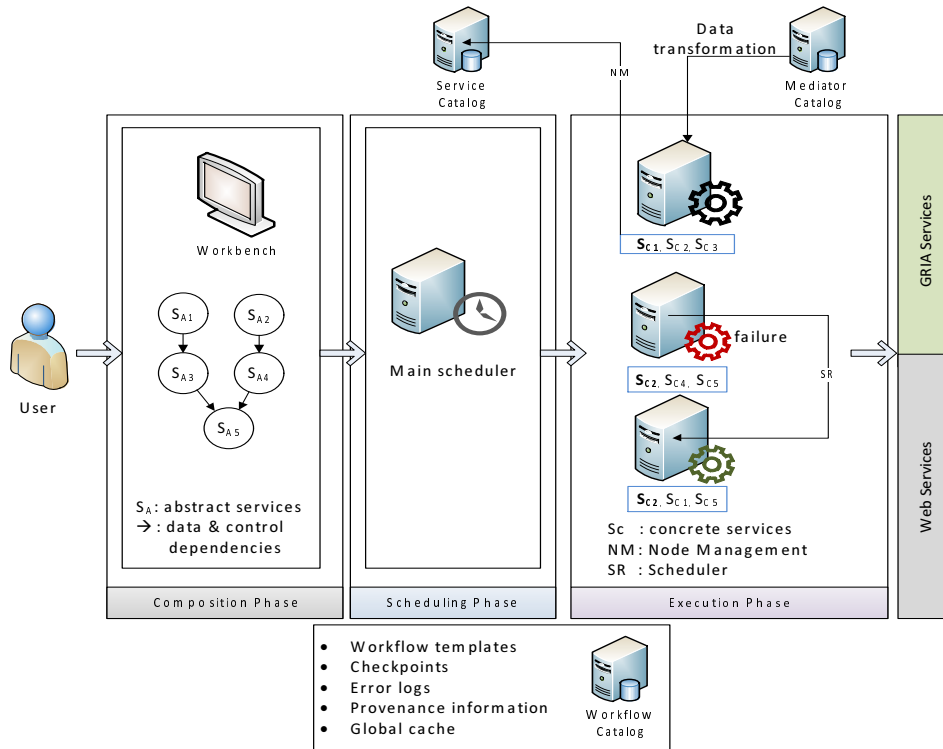 Data
transformation
NM
Service
Catalog
Mediator
Catalog
Workbench
SA1
SA2
SA3
SA4
SA5
SA: abstract services
→ : data & control
dependencies
Composition Phase
User
Main scheduler
Scheduling Phase
SC1, SC2, SC3
failure
SR
SC2, SC4, SC5
SC2, SC1, SC5
Sc : concrete services
NM: Node Management
SR : Scheduler
Execution Phase
GRIA Services
Web Services
• Workflow templates
• Checkpoints
• Error logs
• Provenance information
• Global cache
Workflow
Catalog